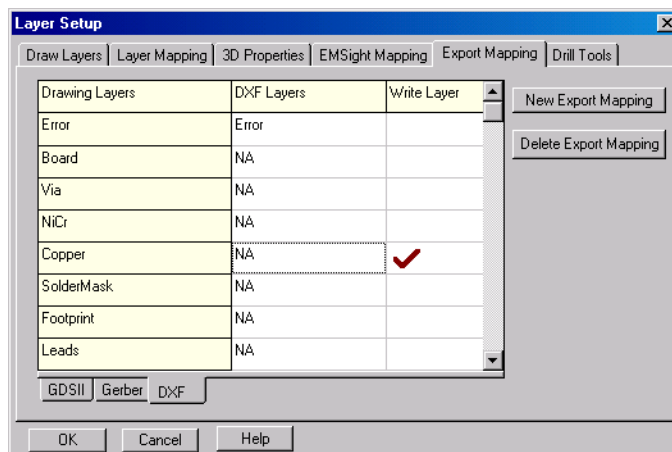 Layer Setup
Draw Layers Layer Mapping 3D Properties EMSight Mapping Export Mapping Drill Tools
Drawing Layers DXF Layers Write Layer
Error Error
Board NA
Via NA
NiCr NA
Copper NA
SolderMask NA
Footprint NA
Leads NA
New Export Mapping
Delete Export Mapping
GDSII Gerber DXF
OK Cancel Help